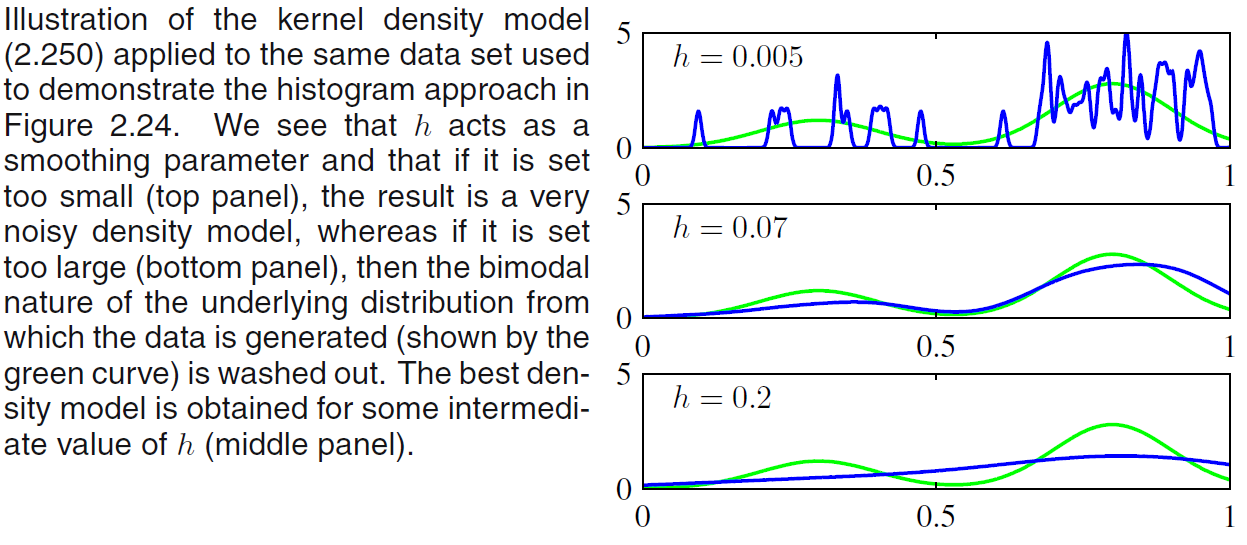 Illustration of the kernel density model
(2.250) applied to the same data set used
to demonstrate the histogram approach in
Figure 2.24. We see that h acts as a
smoothing parameter and that if it is set
too small (top panel), the result is a very
noisy density model, whereas if it is set
too large (bottom panel), then the bimodal
nature of the underlying distribution from
which the data is generated (shown by the
green curve) is washed out. The best den-
sity model is obtained for some intermedi-
ate value of h (middle panel).
5
h = 0.005
0
0 0.5 1
5
h = 0.07
0
0 0.5 1
5
h = 0.2
0
0 0.5 1